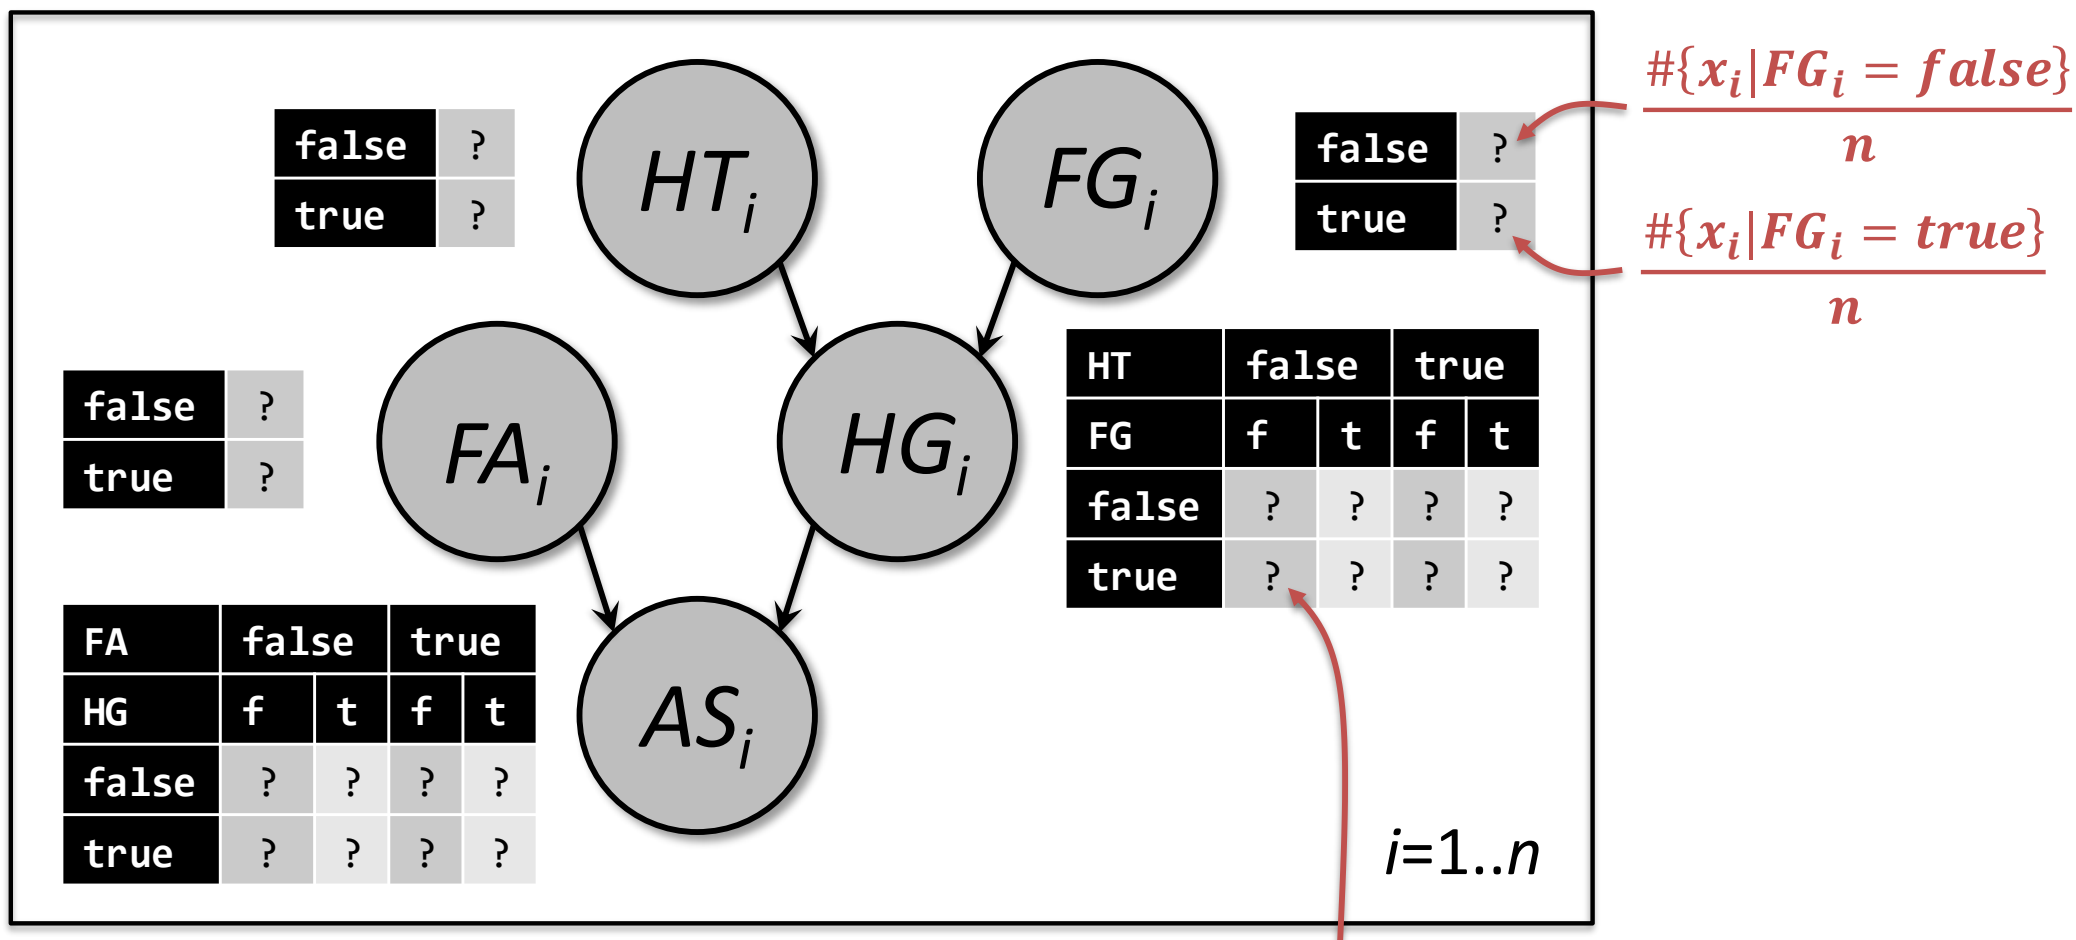 #{x_i|FG_i = false}
n
#{x_i|FG_i = true}
n
false ?
true ?
HT_i
FG_i
false ?
true ?
false ?
true ?
FA_i
HG_i
HT false true
FG f t f t
false ? ? ? ?
true ? ? ? ?
FA false true
HG f t f t
false ? ? ? ?
true ? ? ? ?
AS_i
i=1..n